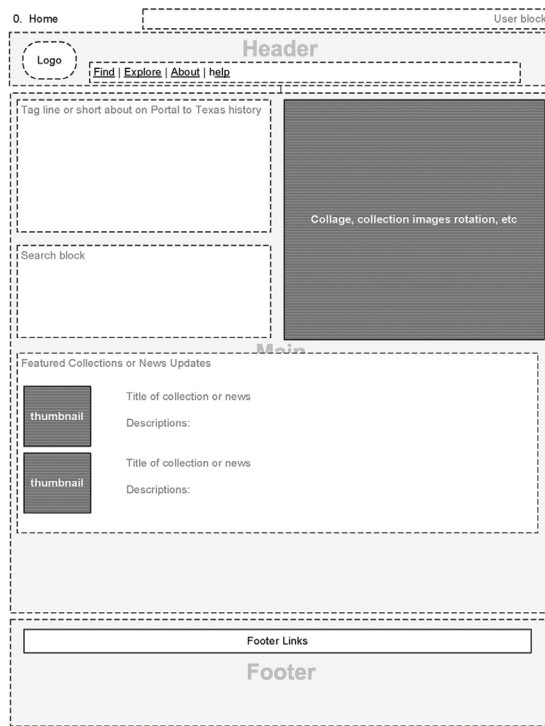 0. Home
User block
Header
Logo
Find | Explore | About | help
Tag line or short about on Portal to Texas history
Collage, collection images rotation, etc
Search block
Main
Featured Collections or News Updates
thumbnail
Title of collection or news
Descriptions:
thumbnail
Title of collection or news
Descriptions:
Footer Links
Footer